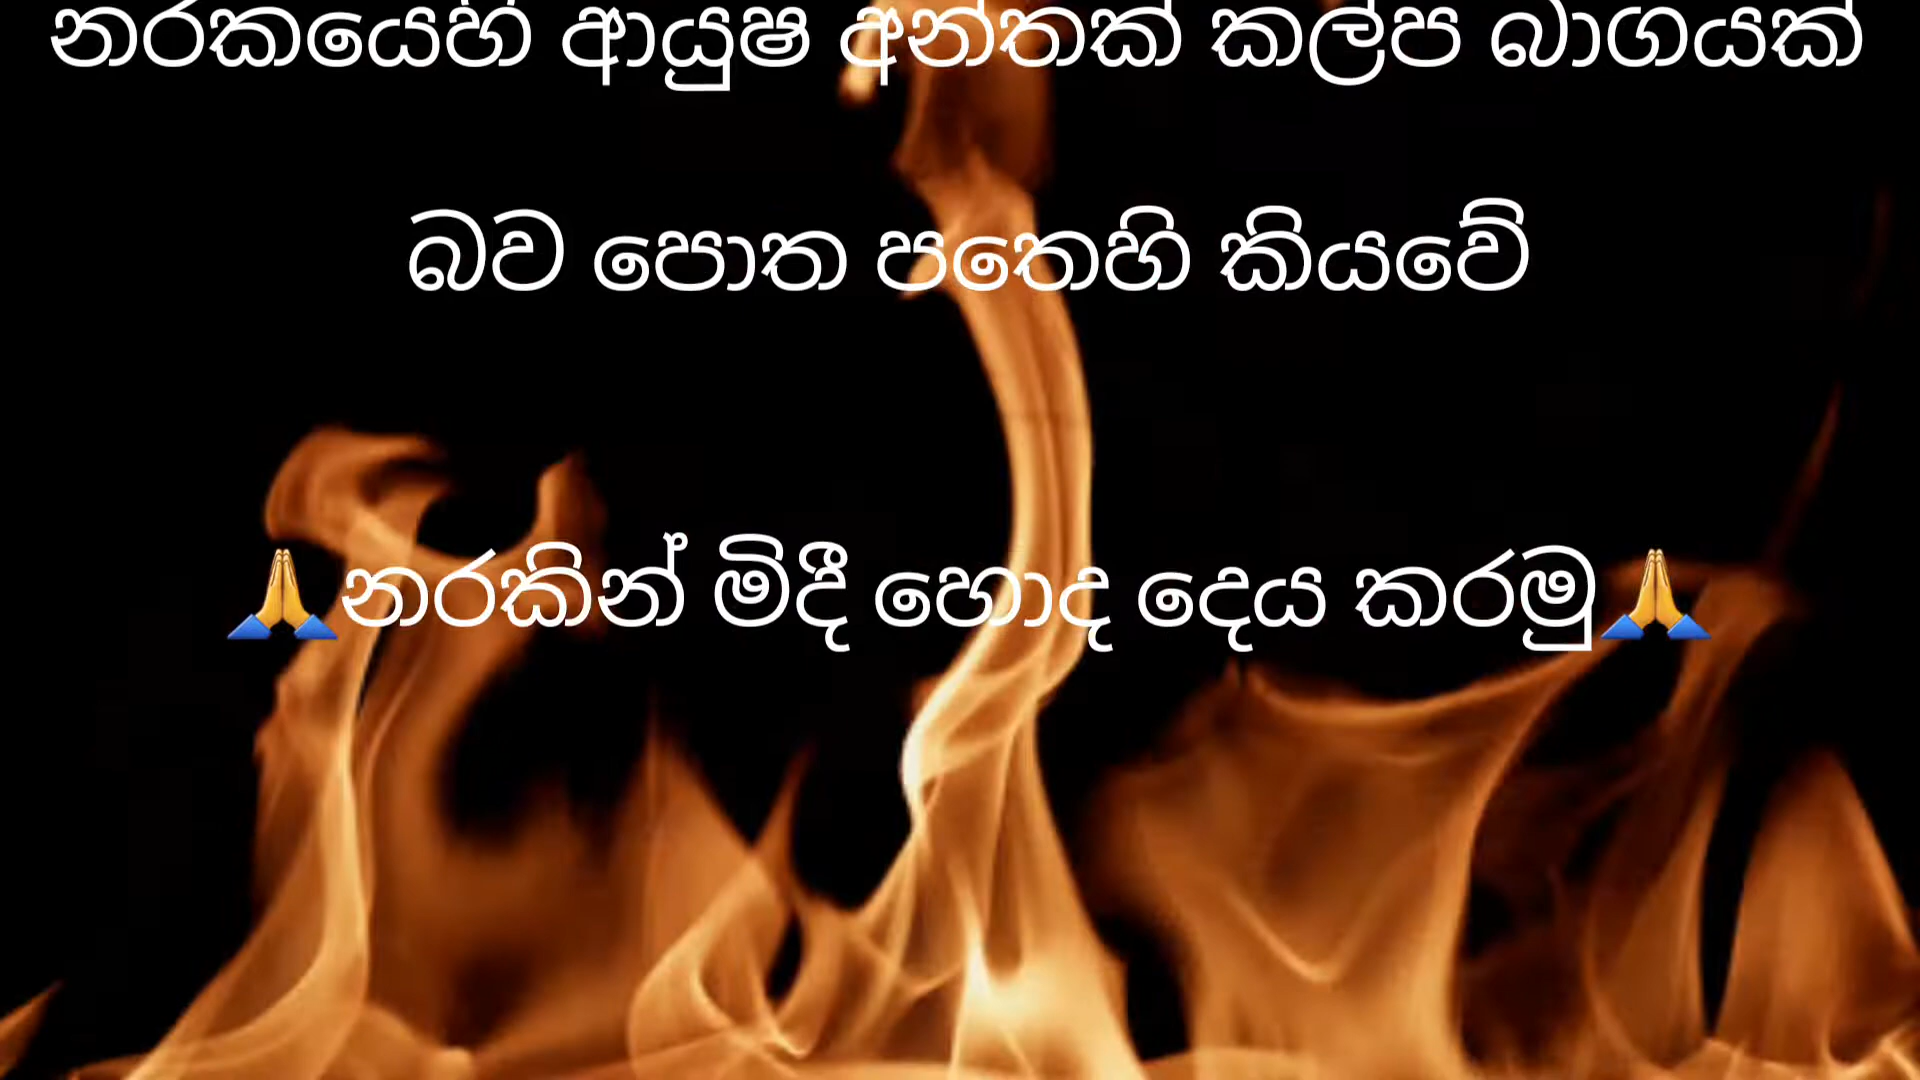 නරකයෙහි ආයුෂ අන්තක් කල්ප බාගයක්
බව පොත පතෙහි කියවේ
🙏නරකින් මිදී හොද දෙය කරමු🙏